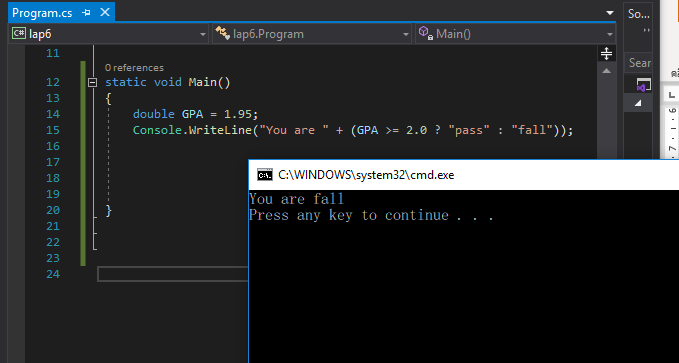 Program.cs
So...
C# lap6
lap6.Program
Main()
Sear
11
0 references
12 static void Main()
13 {
14 double GPA = 1.95;
15 Console.WriteLine("You are " + (GPA >= 2.0 ? "pass" : "fall"));
16
17
18
19
20 }
21
22
23
24
C:\WINDOWS\system32\cmd.exe
You are fall
Press any key to continue . . .